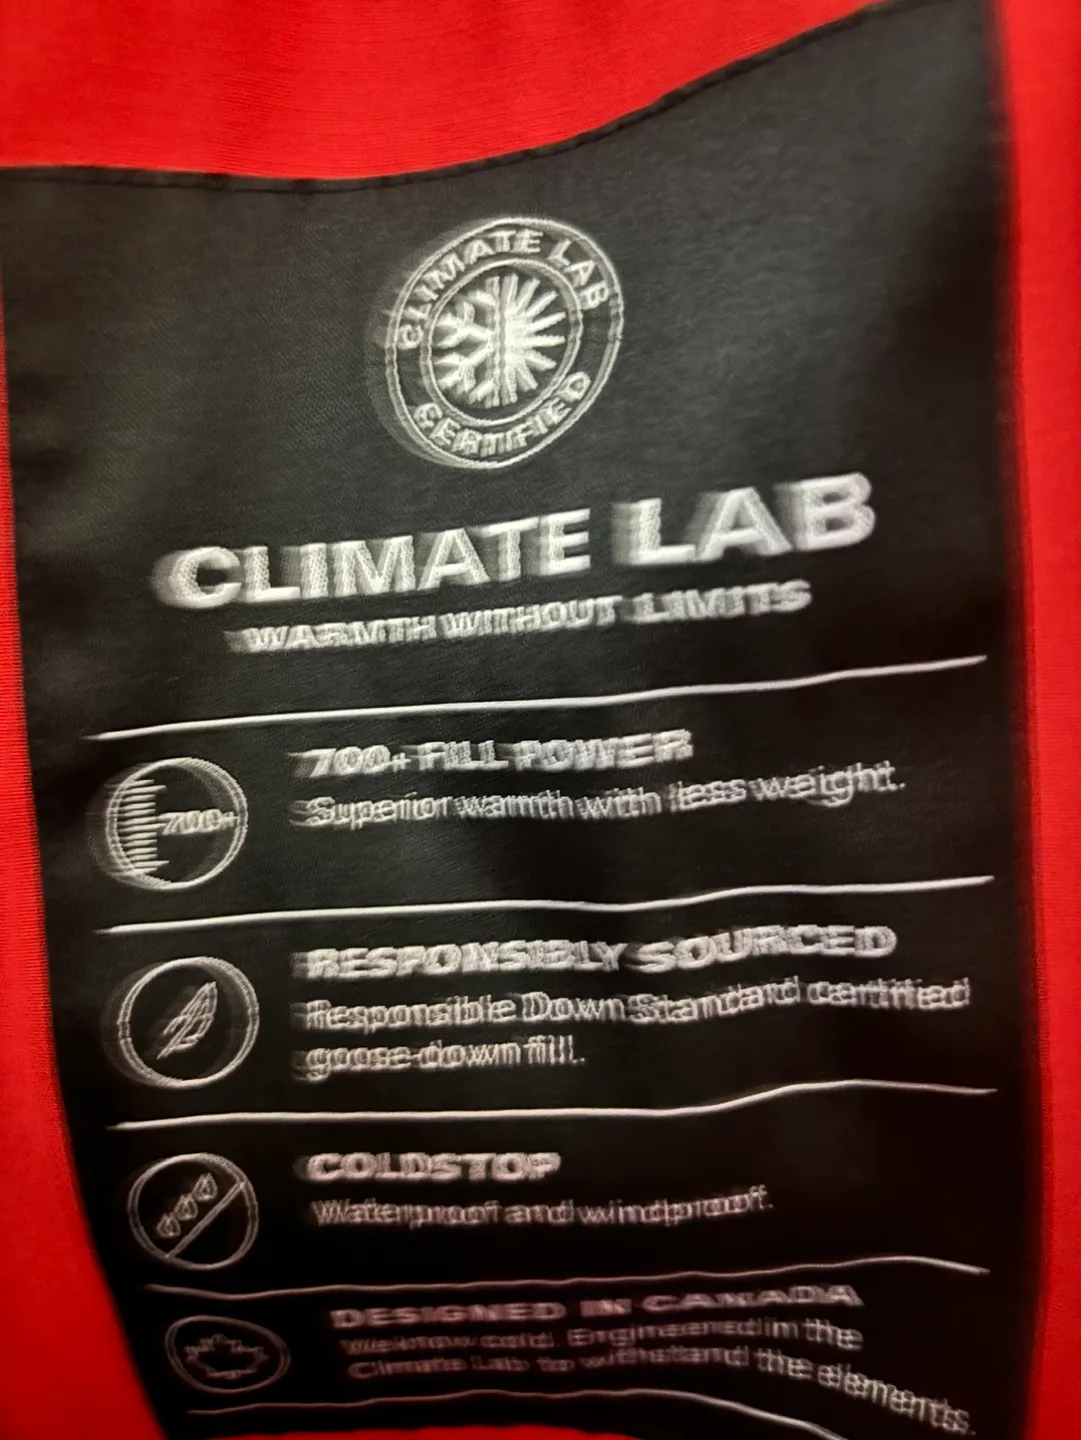 CLIMATE LAB
CERTIFIED
CLIMATE LAB
WARMTH WITHOUT LIMITS
700+
700+ FILL POWER
Superior warmth with less weight.
RESPONSIBLY SOURCED
Responsible Down Standard certified
goose down fill.
COLDSTOP
Waterproof and windproof.
DESIGNED IN CANADA
We know cold. Engineered in the
Climate Lab to withstand the elements.